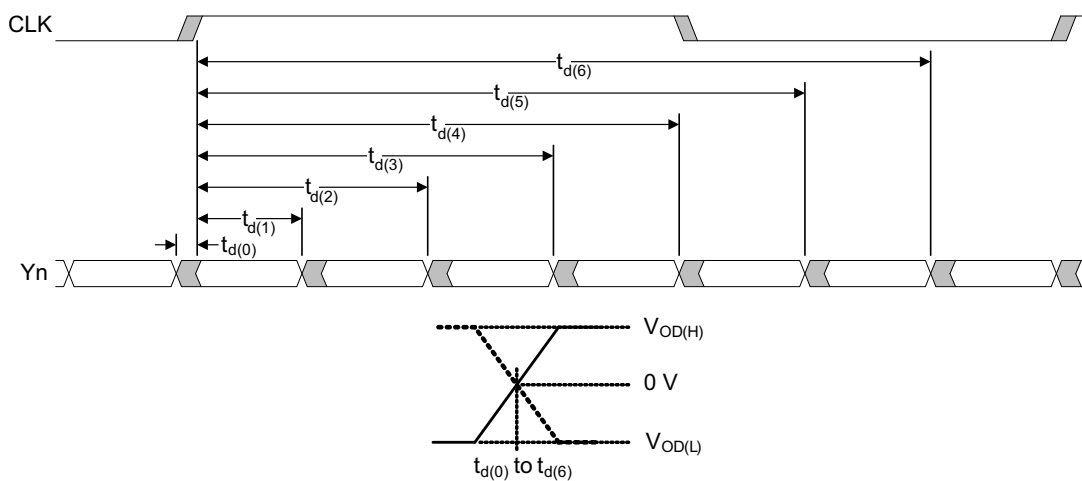 CLK
td(6)
td(5)
td(4)
td(3)
td(2)
td(1)
td(0)
Yn
VOD(H)
0 V
VOD(L)
td(0) to td(6)